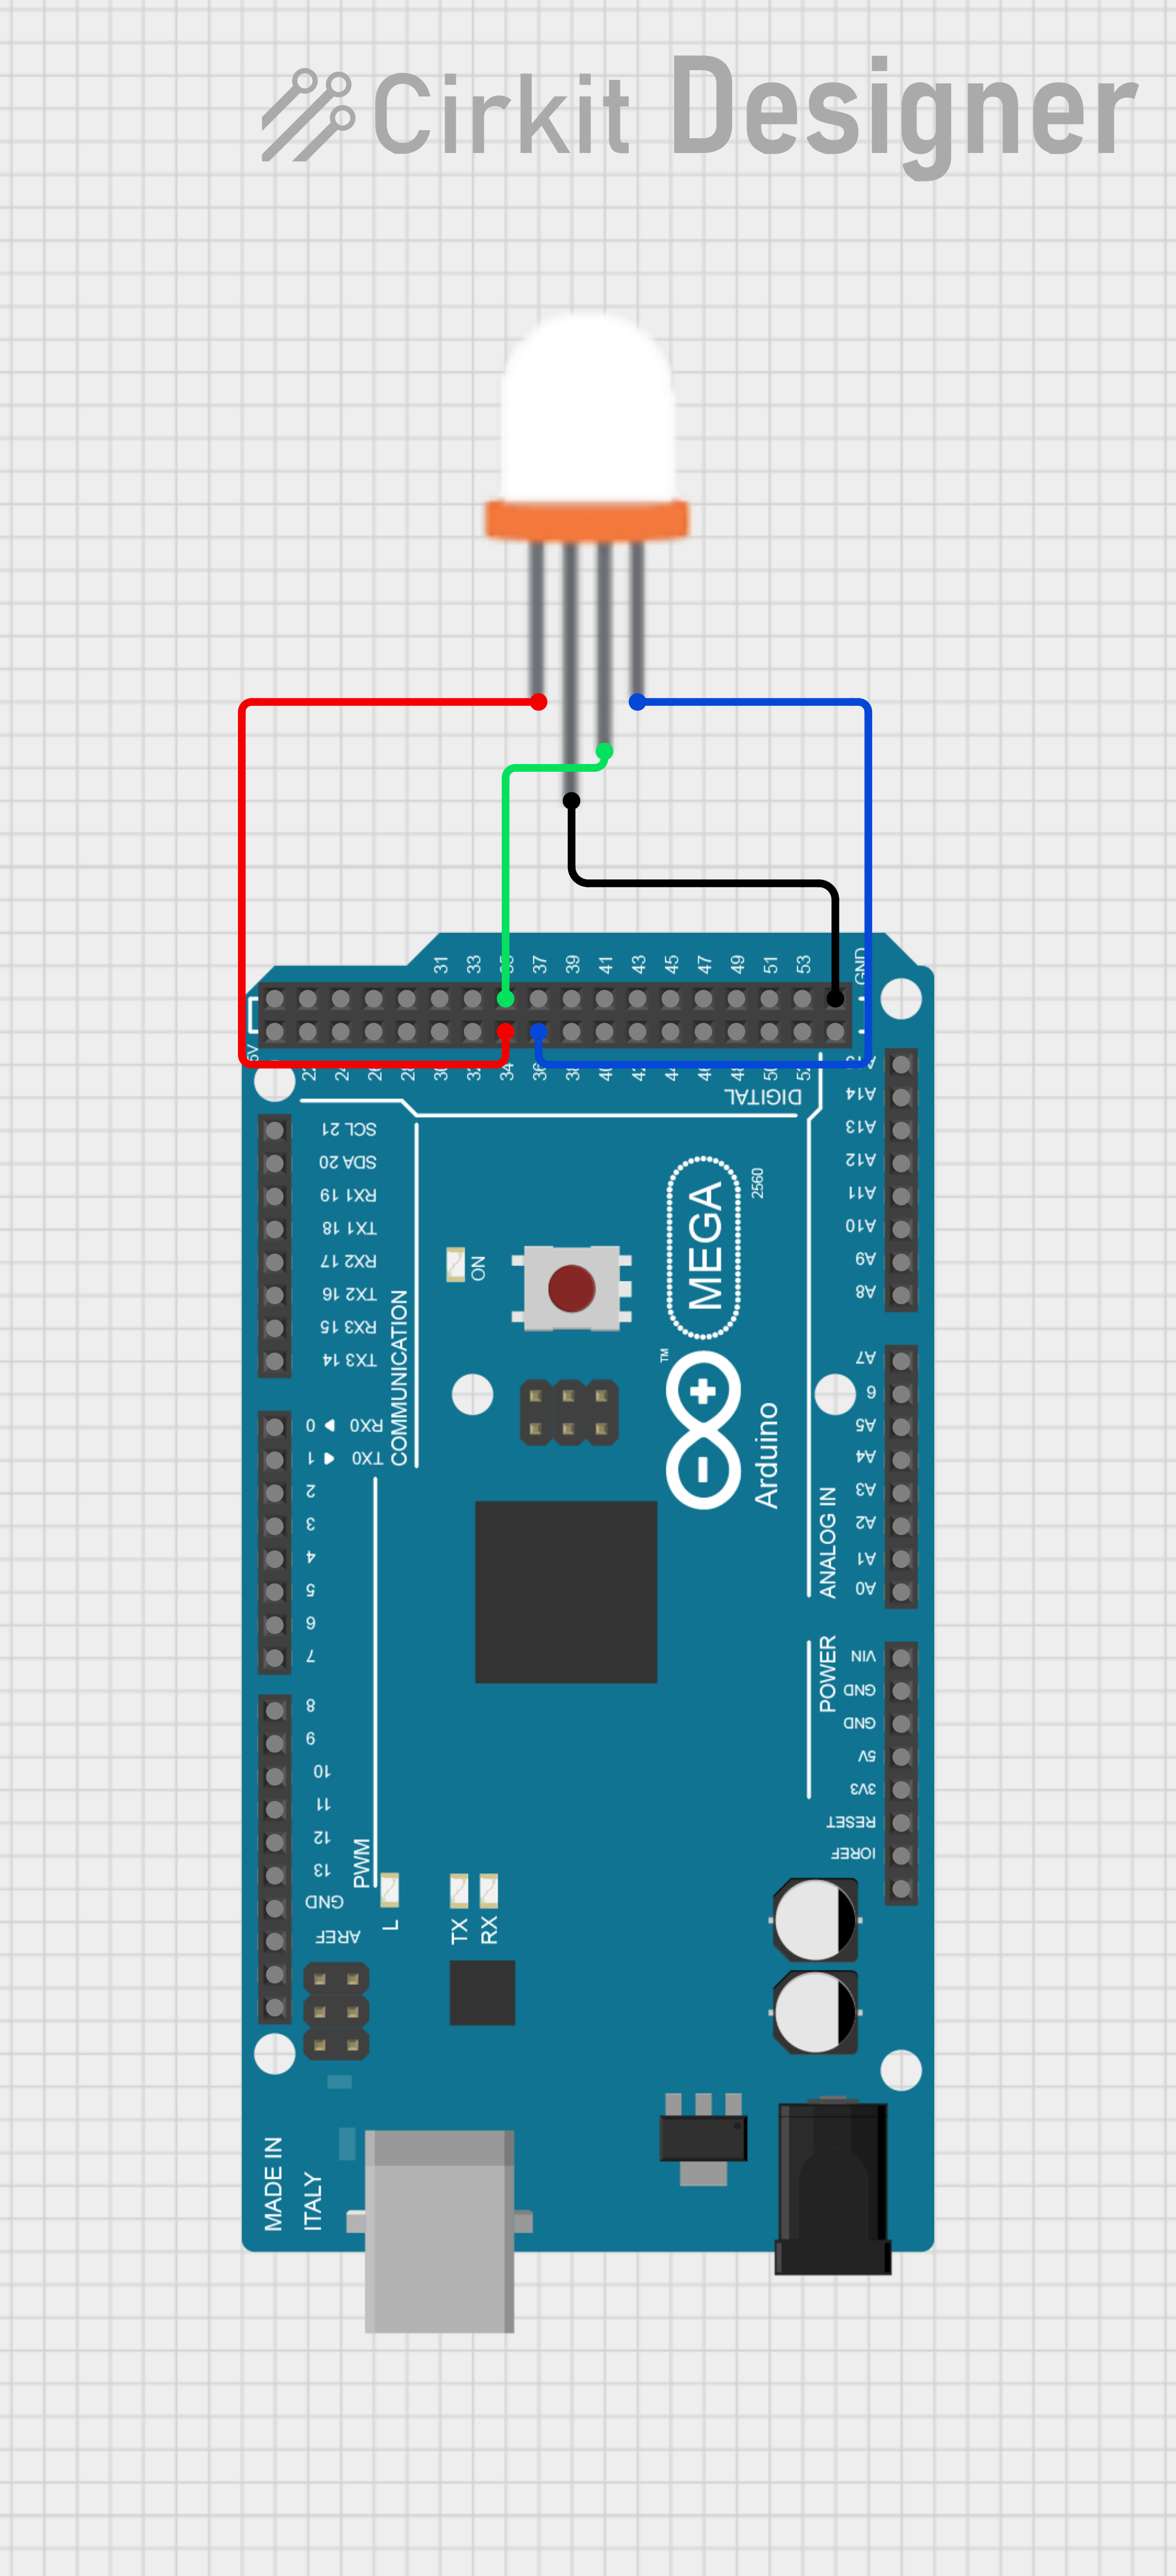 Cirkit Designer
31 33 35 37 39 41 43 45 47 49 51 53 GND
5V 22 24 26 28 30 32 34 36 38 40 42 44 46 48 50 52
DIGITAL
A14
SCL 21
A13
SDA 20
A12
RX1 19
A11
TX1 18
A10
RX2 17
A9
TX2 16
A8
RX3 15
TX3 14
A7
COMMUNICATION
ON
MEGA
2560
TM
Arduino
6
RX0 0
A5
TX0 1
A4
2
A3
3
A2
4
A1
5
A0
ANALOG IN
6
7
VIN
POWER
GND
8
GND
9
5V
10
3V3
11
RESET
12
IOREF
13
PWM
GND
AREF
L
TX
RX
MADE IN
ITALY